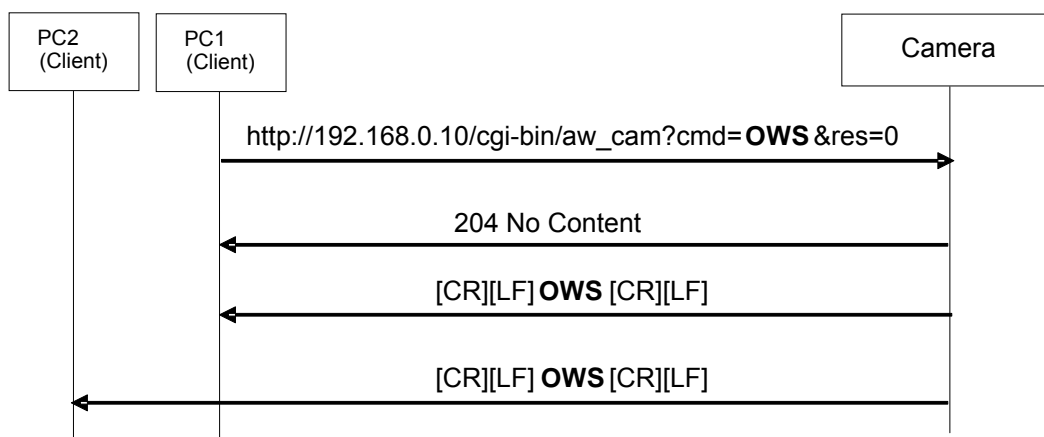 PC2
(Client)
PC1
(Client)
Camera
http://192.168.0.10/cgi-bin/aw_cam?cmd=OWS&res=0
204 No Content
[CR][LF] OWS [CR][LF]
[CR][LF] OWS [CR][LF]